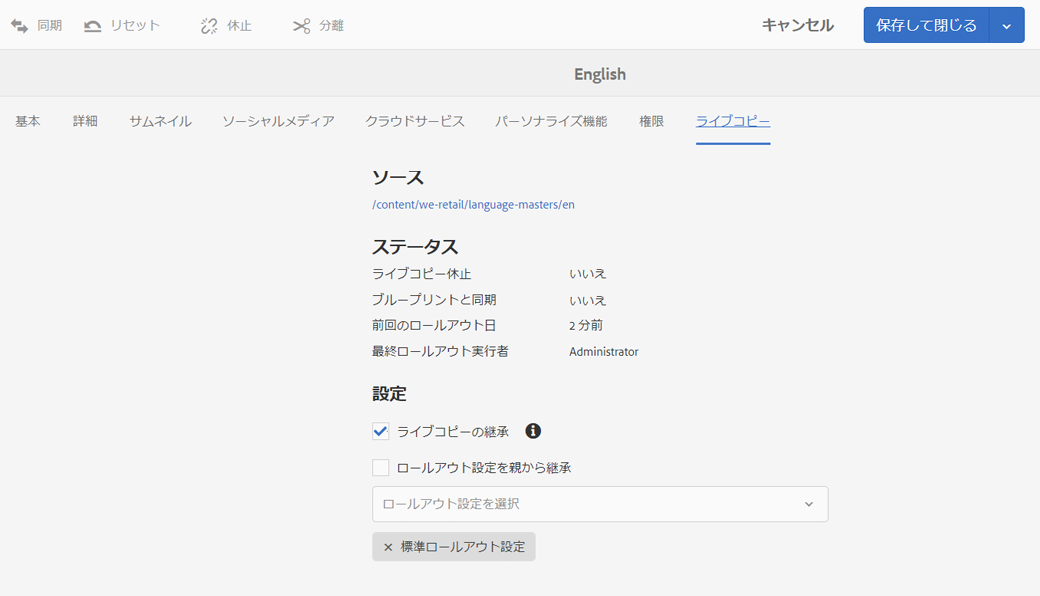 同期 リセット 休止 分離 キャンセル 保存して閉じる
English
基本 詳細 サムネイル ソーシャルメディア クラウドサービス パーソナライズ機能 権限 ライブコピー
ソース
/content/we-retail/language-masters/en
ステータス
ライブコピー休止 いいえ
ブループリントと同期 いいえ
前回のロールアウト日 2 分前
最終ロールアウト実行者 Administrator
設定
ライブコピーの継承
ロールアウト設定を親から継承
ロールアウト設定を選択
× 標準ロールアウト設定